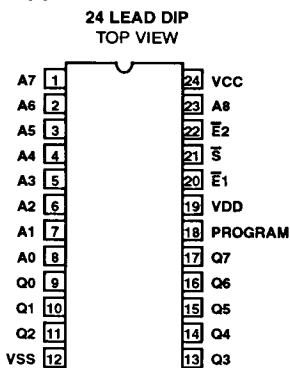 24 LEAD DIP
TOP VIEW
A7 1 24 VCC
A6 2 23 A8
A5 3 22 E̅2
A4 4 21 S̅
A3 5 20 E̅1
A2 6 19 VDD
A1 7 18 PROGRAM
A0 8 17 Q7
Q0 9 16 Q6
Q1 10 15 Q5
Q2 11 14 Q4
VSS 12 13 Q3